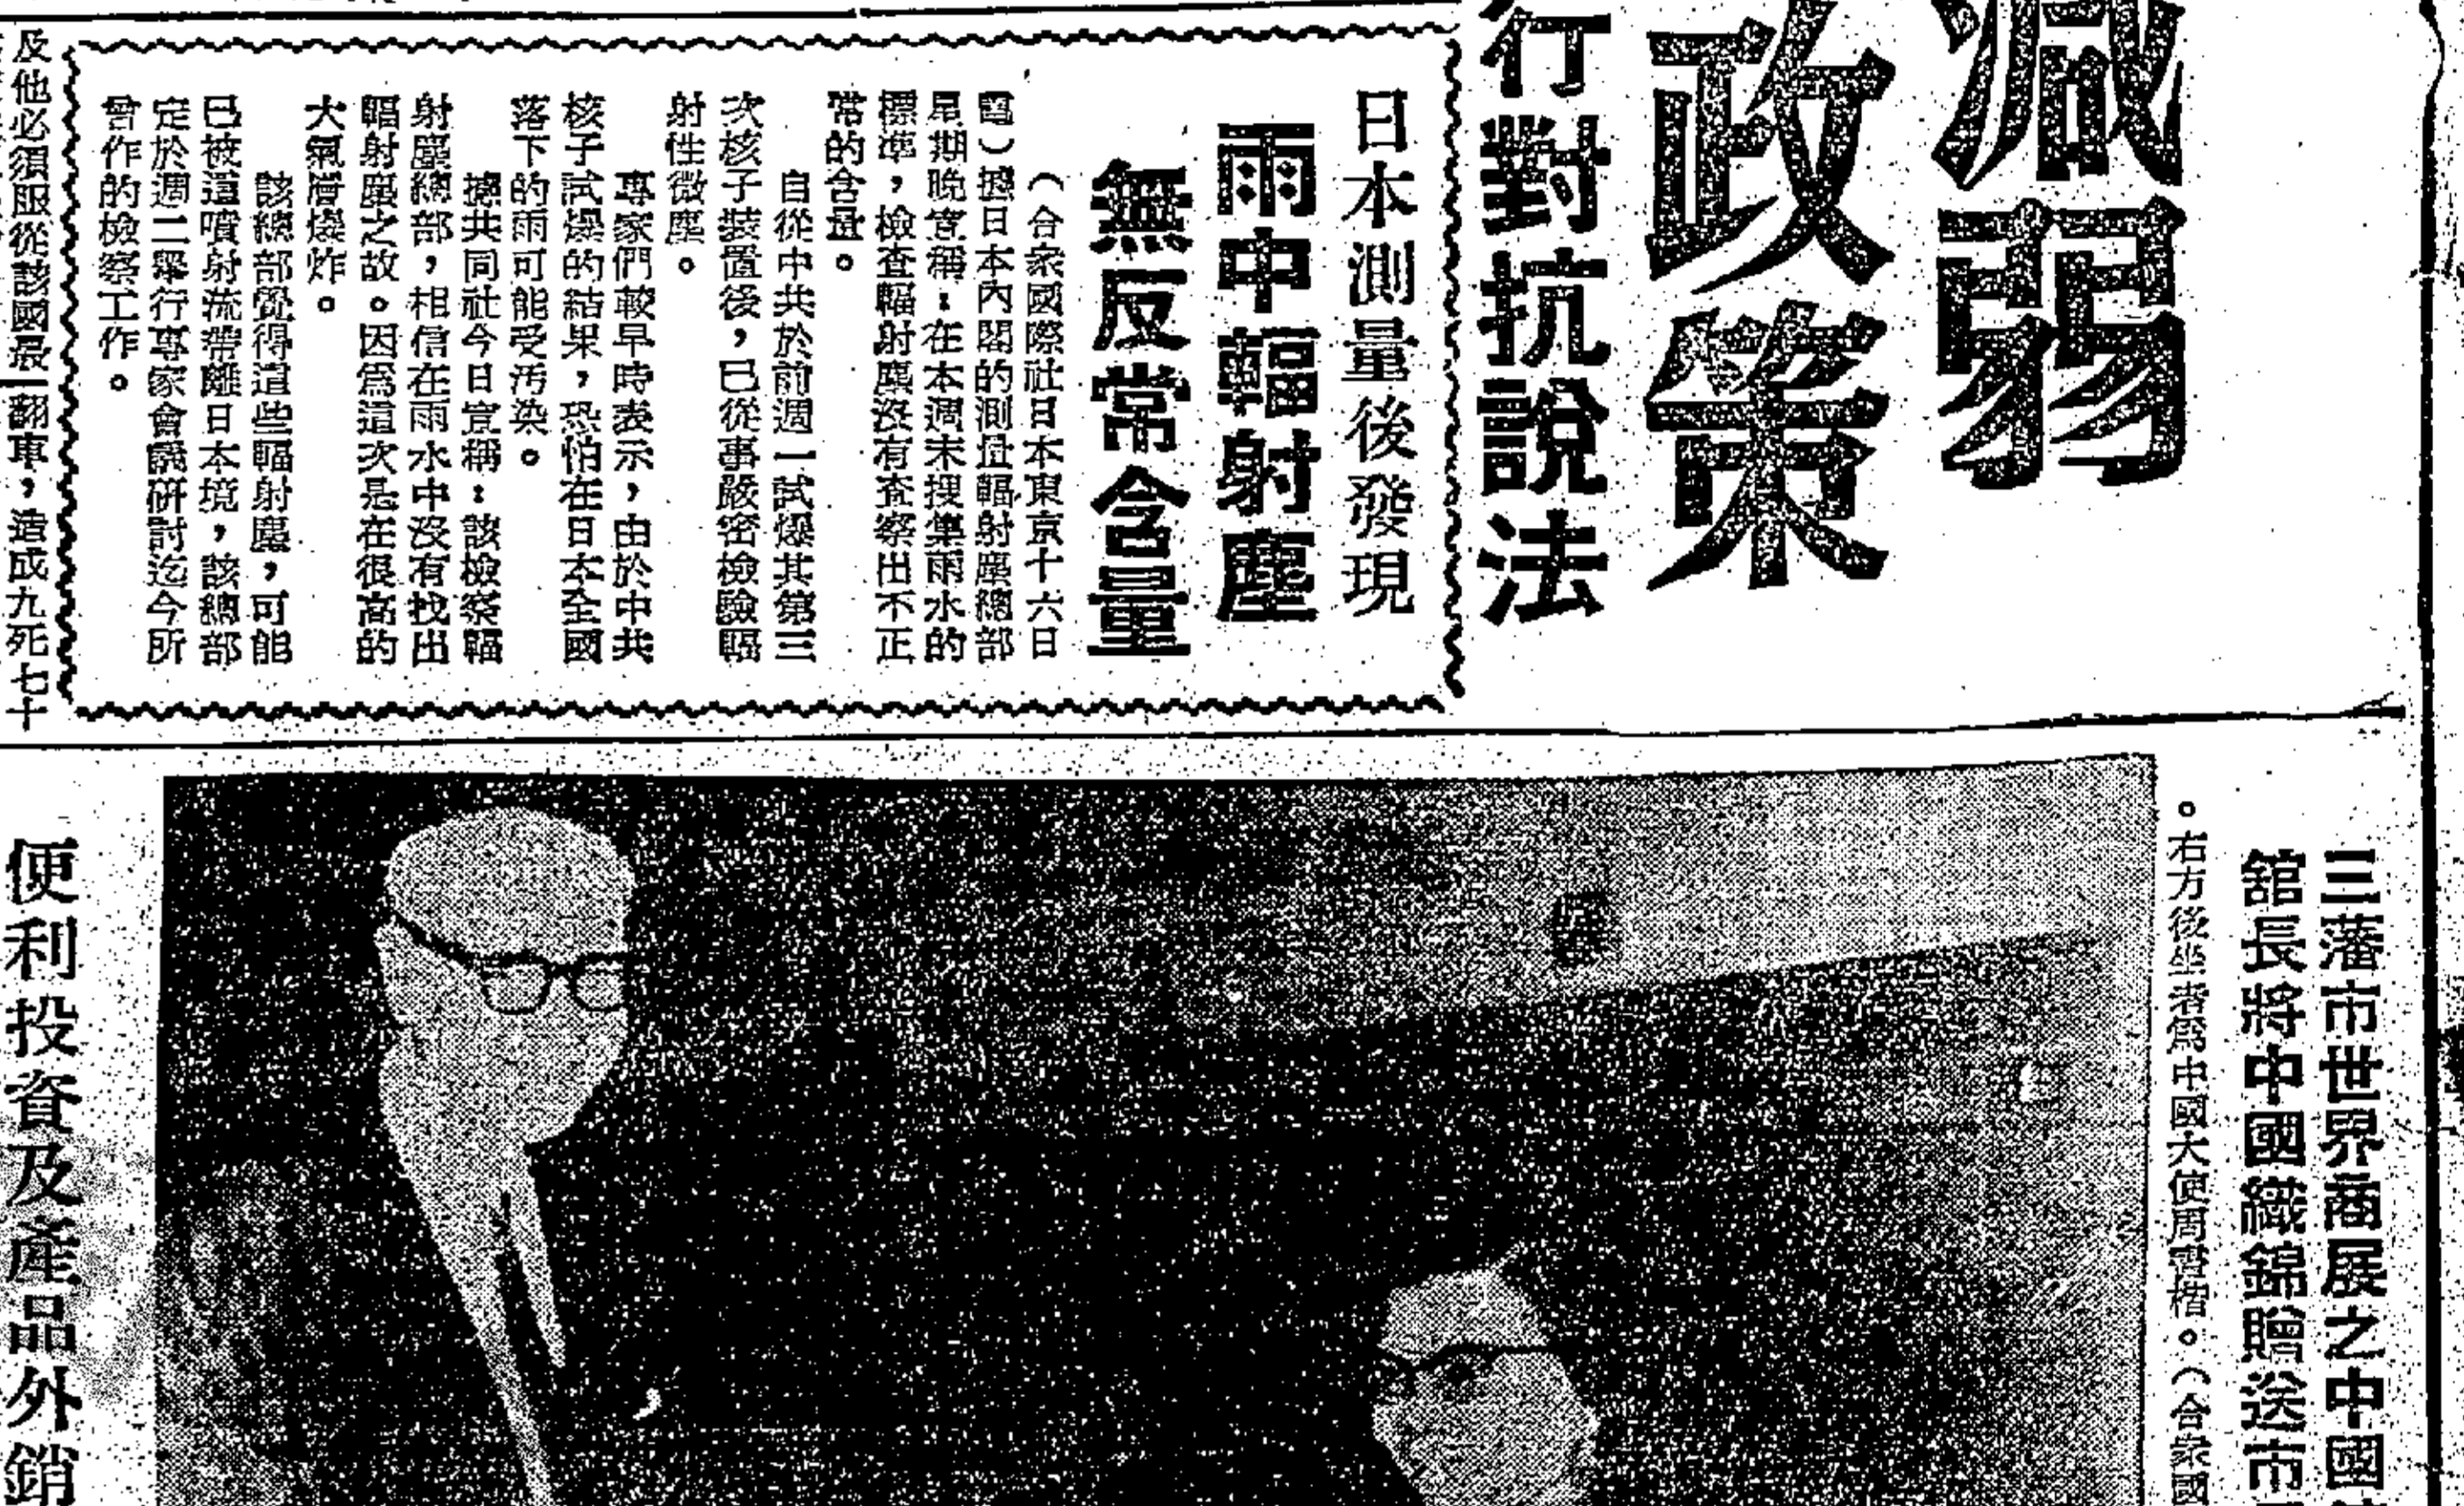 減弱
政策
行對抗說法
日本測量後發現
雨中輻射塵
無反常含量
（合衆國際社日本東京十六日
電）據日本內閣的測量輻射塵總部
星期晚宣稱：在本週末搜集雨水的
標準，檢查輻射塵沒有查察出不正
常的含量。
自從中共於前週一試爆其第三
次核子裝置後，已從事嚴密檢驗輻
射性微塵。
專家們較早時表示，由於中共
核子試爆的結果，恐怕在日本全國
落下的雨可能受汚染。
據共同社今日宣稱：該檢察輻
射塵總部，相信在雨水中沒有找出
輻射塵之故。因爲這次是在很高的
大氣層爆炸。
該總部覺得這些輻射塵，可能
已被這噴射流帶離日本境，該總部
定於週二舉行專家會議硏討迄今所
曾作的檢察工作。
及他必須服從該國最
翻車，造成九死七十
三藩市世界商展之中國
舘長將中國織錦贈送市
。右方後坐者爲中國大使周書楷。（合衆國
便利投資及產品外銷